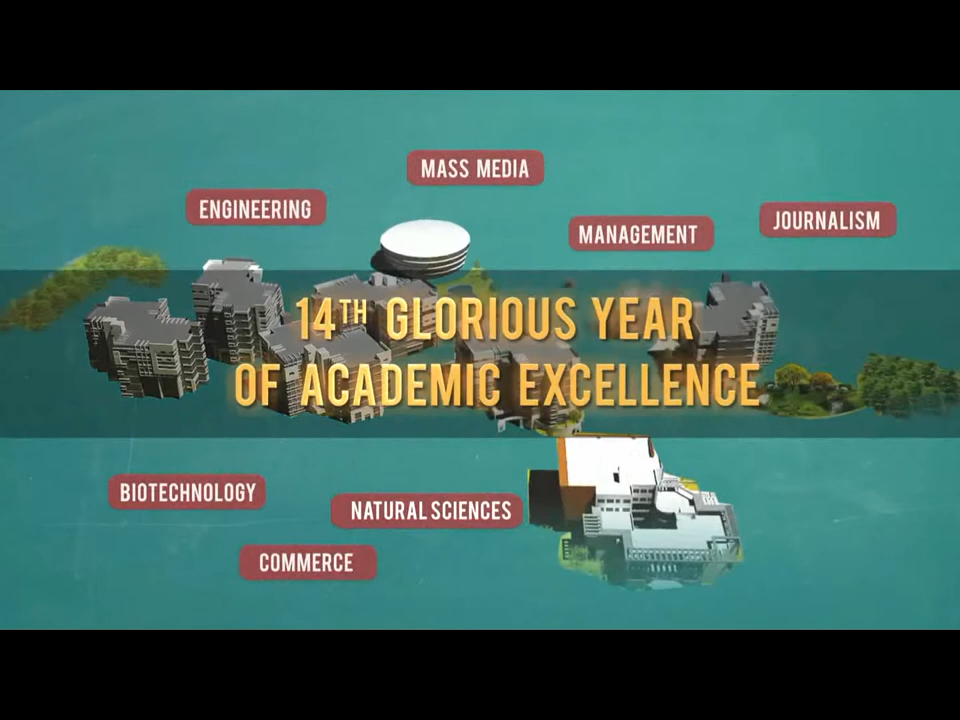 MASS MEDIA
ENGINEERING
JOURNALISM
MANAGEMENT
14TH GLORIOUS YEAR
OF ACADEMIC EXCELLENCE
BIOTECHNOLOGY
NATURAL SCIENCES
COMMERCE